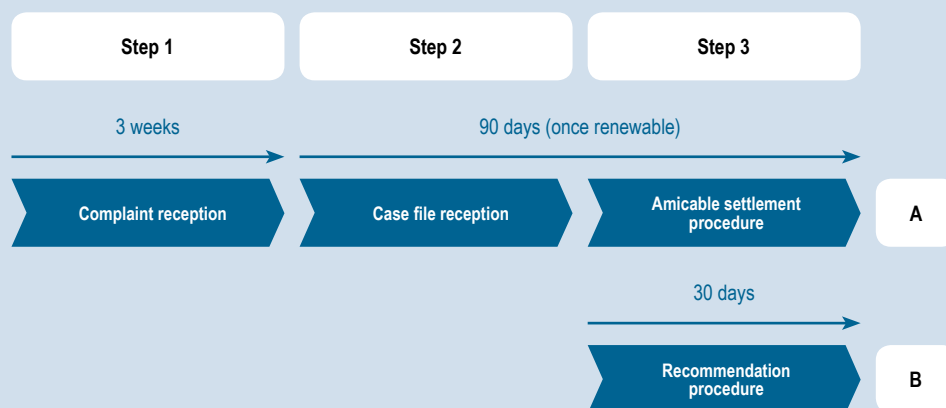 Step 1
Step 2
Step 3
3 weeks
90 days (once renewable)
Complaint reception
Case file reception
Amicable settlement
procedure
A
30 days
Recommendation
procedure
B